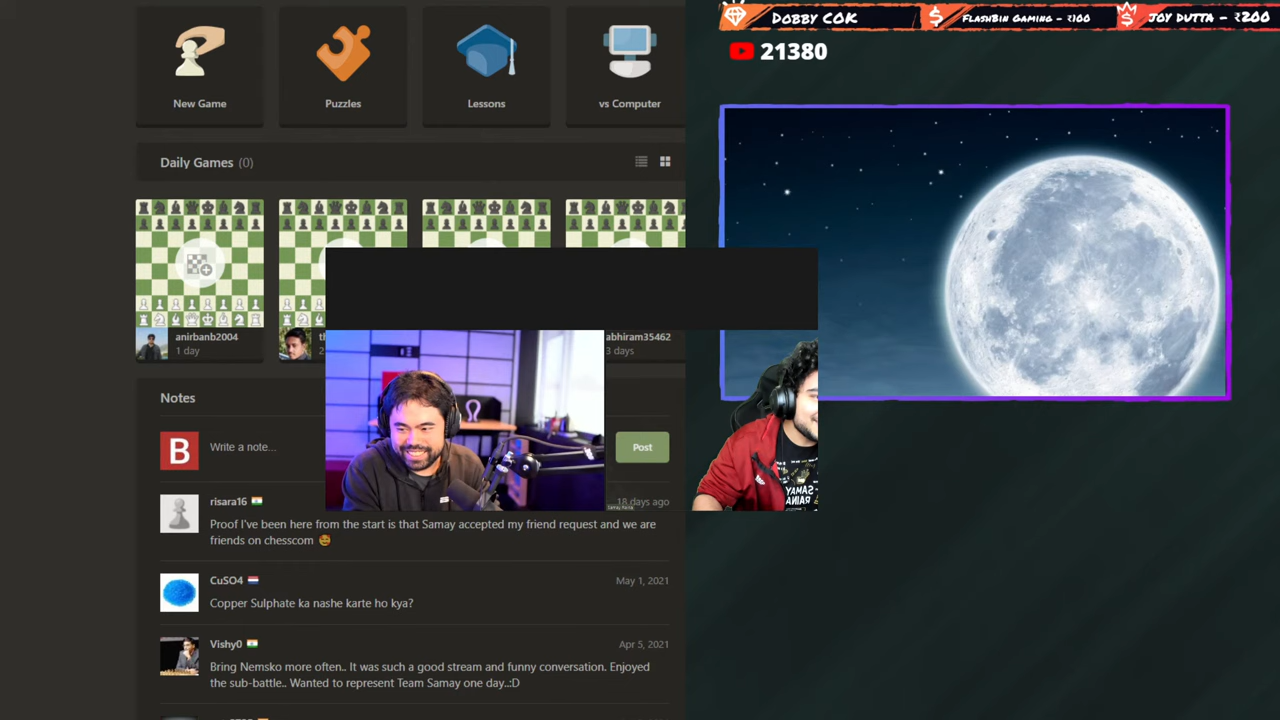 DOBBY COK
FLASHBIN GAMING - ₹100
JOY DUTTA - ₹200
21380
New Game
Puzzles
Lessons
vs Computer
Daily Games (0)
anirbanb2004
1 day
th
2
abhiram35462
3 days
Notes
B
Write a note...
Post
risara16
18 days ago
Proof I've been here from the start is that Samay accepted my friend request and we are
friends on chesscom
CuSO4
May 1, 2021
Copper Sulphate ka nashe karte ho kya?
Vishy0
Apr 5, 2021
Bring Nemsko more often.. It was such a good stream and funny conversation. Enjoyed
the sub-battle.. Wanted to represent Team Samay one day..:D